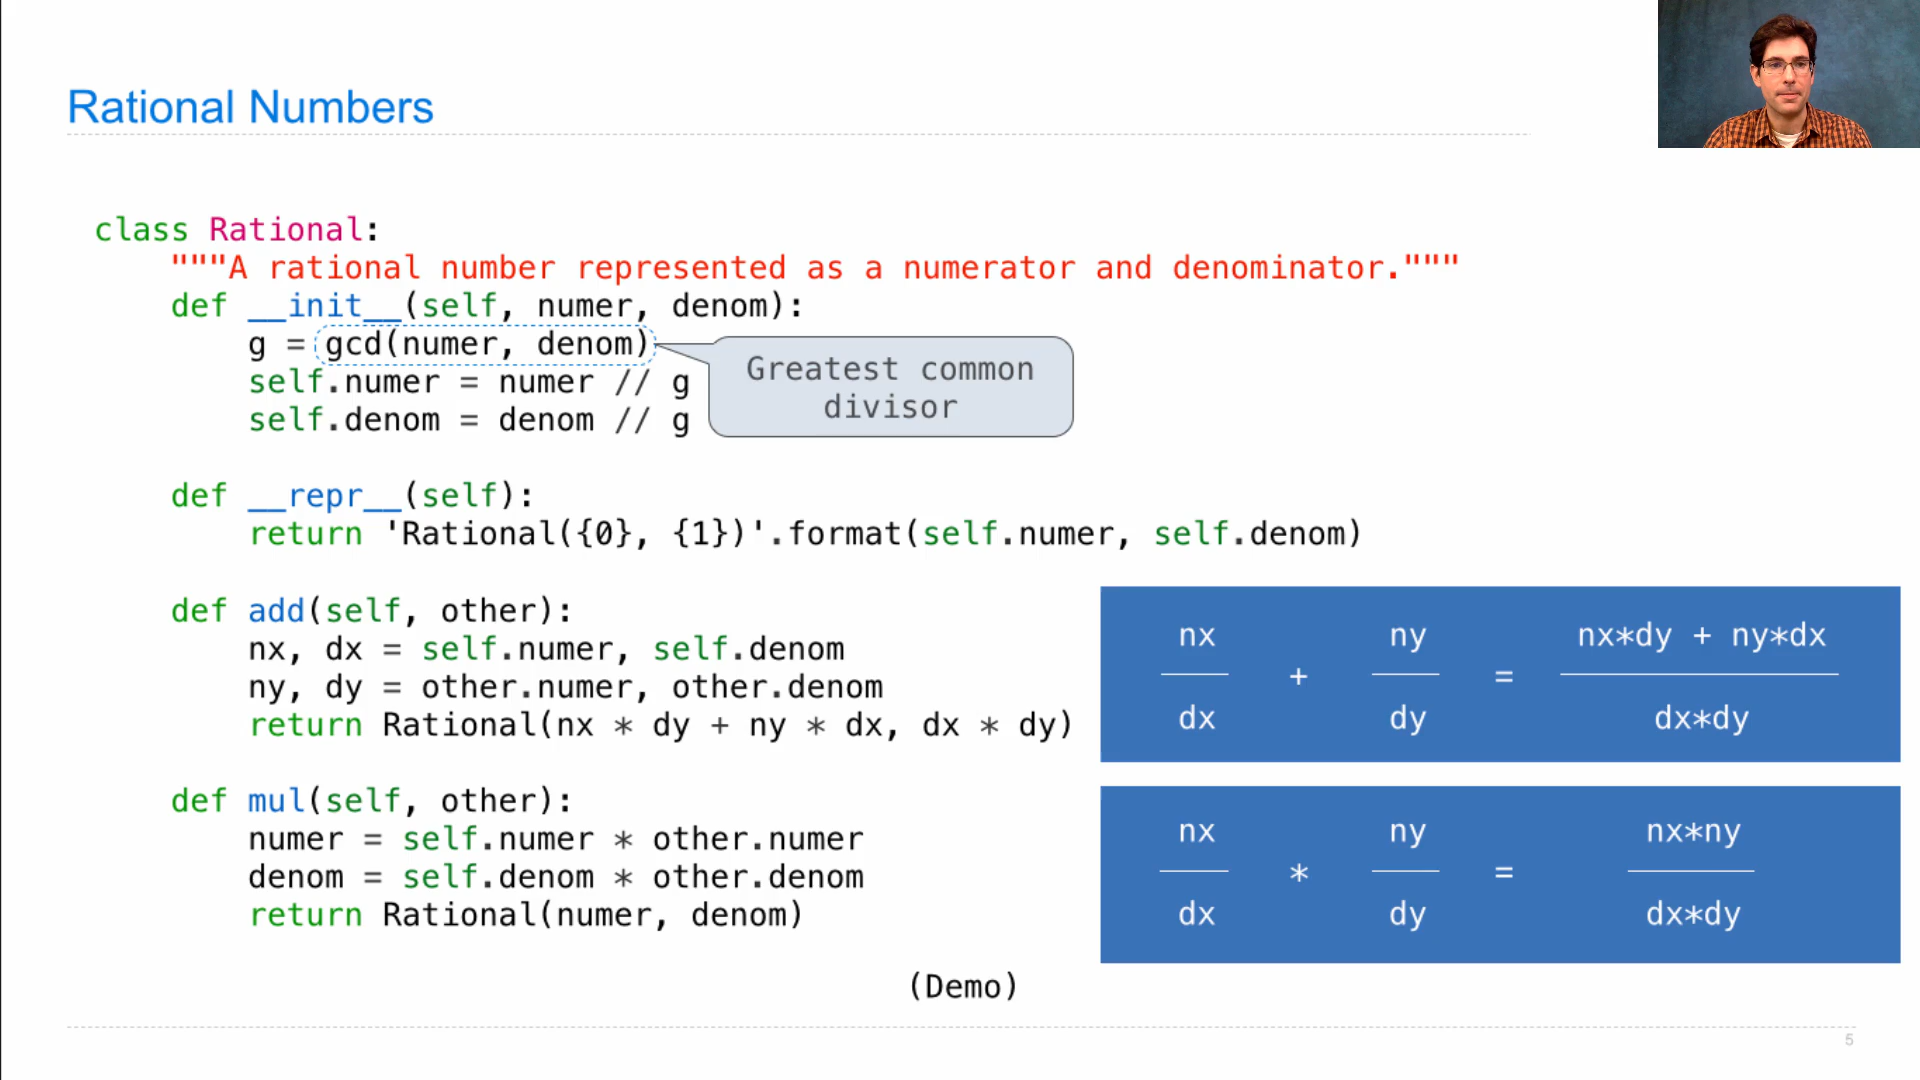 Rational Numbers
class Rational:
    """A rational number represented as a numerator and denominator."""
    def __init__(self, numer, denom):
        g = gcd(numer, denom)
        self.numer = numer // g
        self.denom = denom // g
Greatest common
divisor
    def __repr__(self):
        return 'Rational({0}, {1})'.format(self.numer, self.denom)
    def add(self, other):
        nx, dx = self.numer, self.denom
        ny, dy = other.numer, other.denom
        return Rational(nx * dy + ny * dx, dx * dy)
nx ny nx*dy + ny*dx
+ =
dx dy dx*dy
    def mul(self, other):
        numer = self.numer * other.numer
        denom = self.denom * other.denom
        return Rational(numer, denom)
nx ny nx*ny
* =
dx dy dx*dy
(Demo)
5